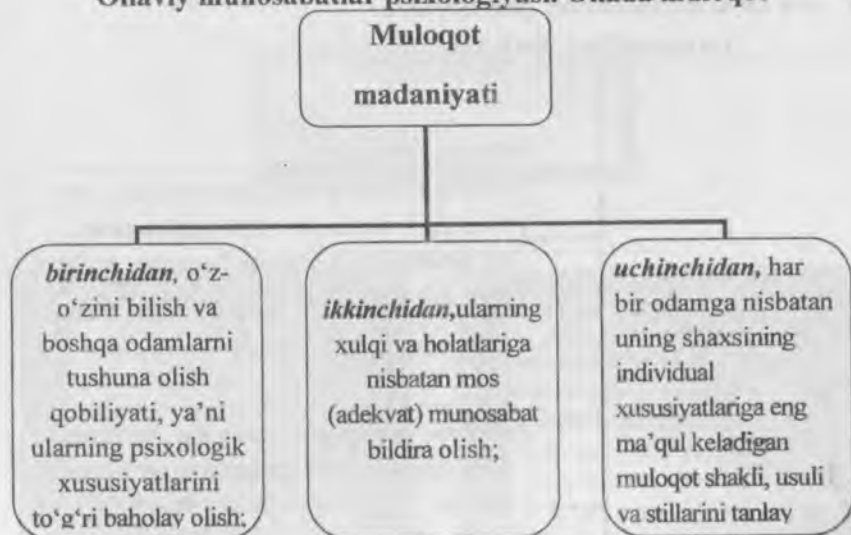 munosabatlar psixologiyasi.
Muloqot
madaniyati
birinchidan, o‘z-
o‘zini bilish va
boshqa odamlarni
tushuna olish
qobiliyati, ya’ni
ularning psixologik
xususiyatlarini
to‘g‘ri baholay olish;
ikkinchidan,ularning
xulqi va holatlariga
nisbatan mos
(adekvat) munosabat
bildira olish;
uchinchidan, har
bir odamga nisbatan
uning shaxsining
individual
xususiyatlariga eng
ma’qul keladigan
muloqot shakli, usuli
va stillarini tanlay